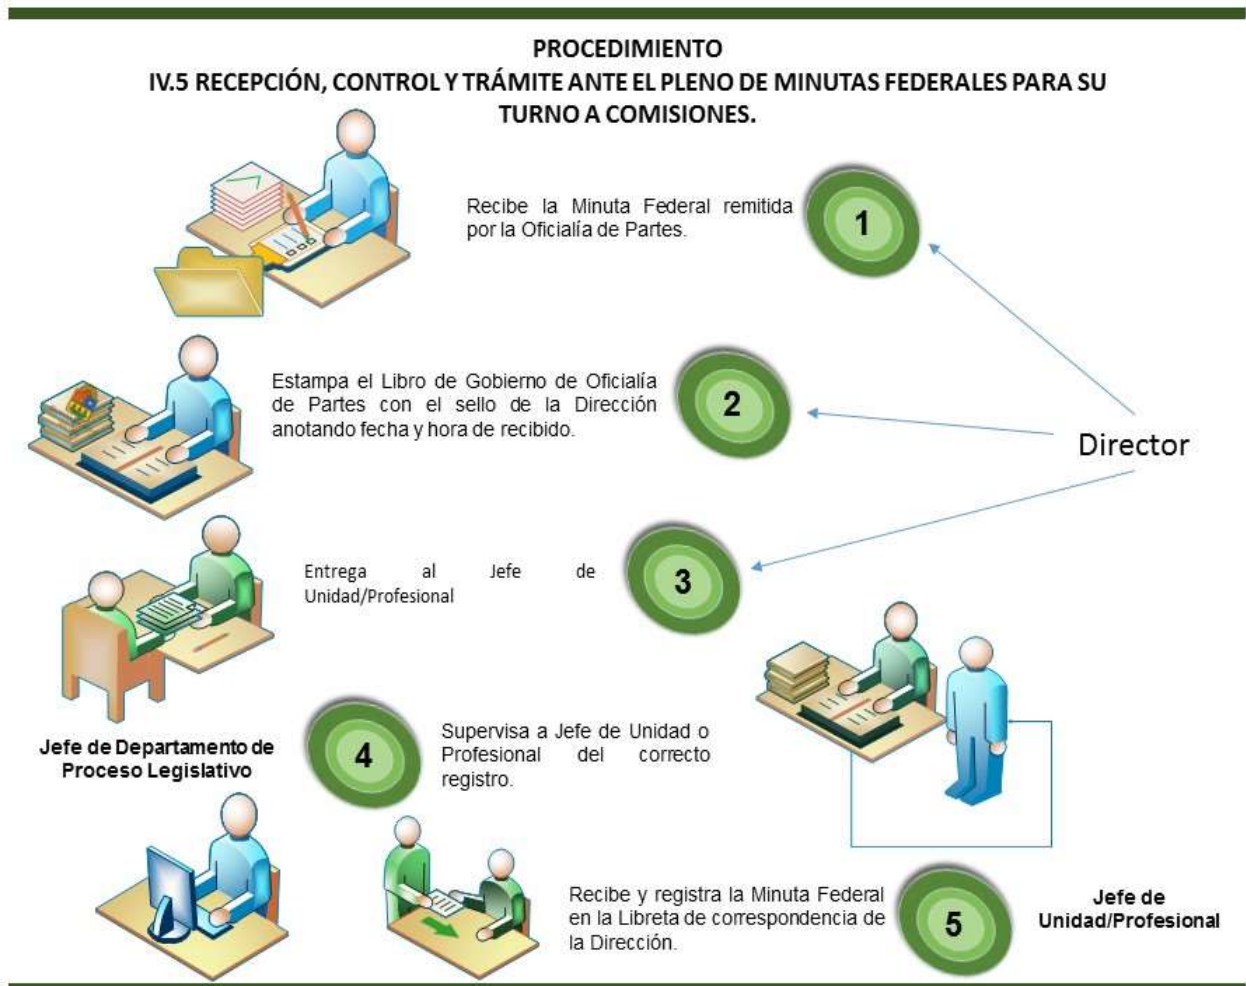 PROCEDIMIENTO
IV.5 RECEPCIÓN, CONTROL Y TRÁMITE ANTE EL PLENO DE MINUTAS FEDERALES PARA SU
TURNO A COMISIONES.
Recibe la Minuta Federal remitida
por la Oficialía de Partes.
1
Estampa el Libro de Gobierno de Oficialía
de Partes con el sello de la Dirección
anotando fecha y hora de recibido.
2
Director
Entrega al Jefe de
Unidad/Profesional
3
Jefe de Departamento de
Proceso Legislativo
4
Supervisa a Jefe de Unidad o
Profesional del correcto
registro.
Recibe y registra la Minuta Federal
en la Libreta de correspondencia de
la Dirección.
5
Jefe de
Unidad/Profesional